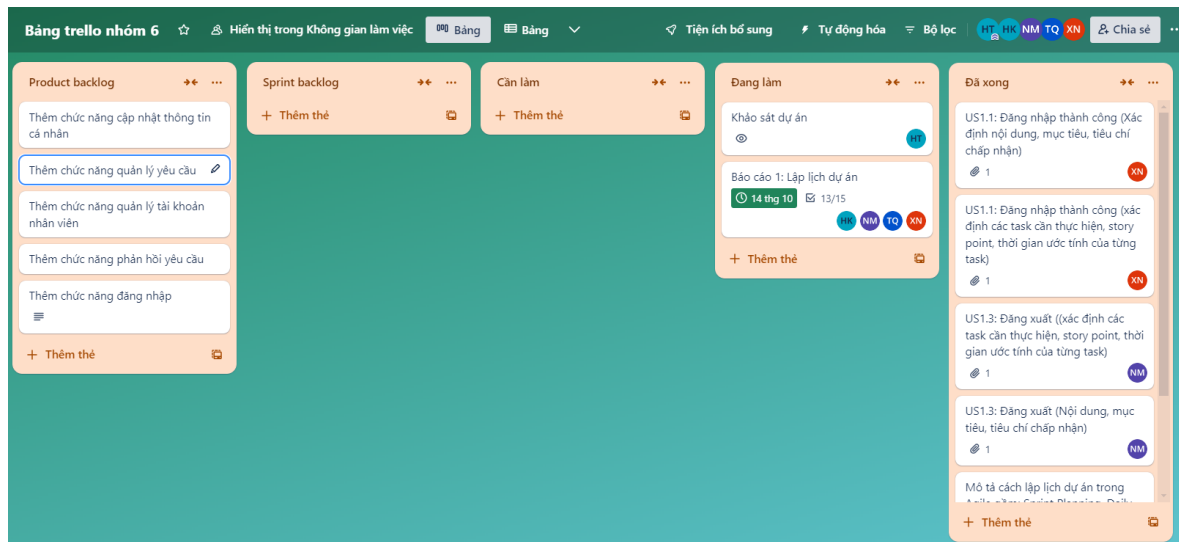 Bảng trello nhóm 6
Hiển thị trong Không gian làm việc
Bảng
Bảng
Tiện ích bổ sung
Tự động hóa
Bộ lọc
HT
HK
NM
TQ
XN
Chia sẻ
Product backlog
Thêm chức năng cập nhật thông tin
cá nhân
Thêm chức năng quản lý yêu cầu
Thêm chức năng quản lý tài khoản
nhân viên
Thêm chức năng phản hồi yêu cầu
Thêm chức năng đăng nhập
+ Thêm thẻ
Sprint backlog
+ Thêm thẻ
Cần làm
+ Thêm thẻ
Đang làm
Khảo sát dự án
HT
Báo cáo 1: Lập lịch dự án
14 thg 10
13/15
HK
NM
TQ
XN
+ Thêm thẻ
Đã xong
US1.1: Đăng nhập thành công (Xác
định nội dung, mục tiêu, tiêu chí
chấp nhận)
1
XN
US1.1: Đăng nhập thành công (xác
định các task cần thực hiện, story
point, thời gian ước tính của từng
task)
1
XN
US1.3: Đăng xuất ((xác định các
task cần thực hiện, story point, thời
gian ước tính của từng task)
1
NM
US1.3: Đăng xuất (Nội dung, mục
tiêu, tiêu chí chấp nhận)
1
NM
Mô tả cách lập lịch dự án trong
+ Thêm thẻ